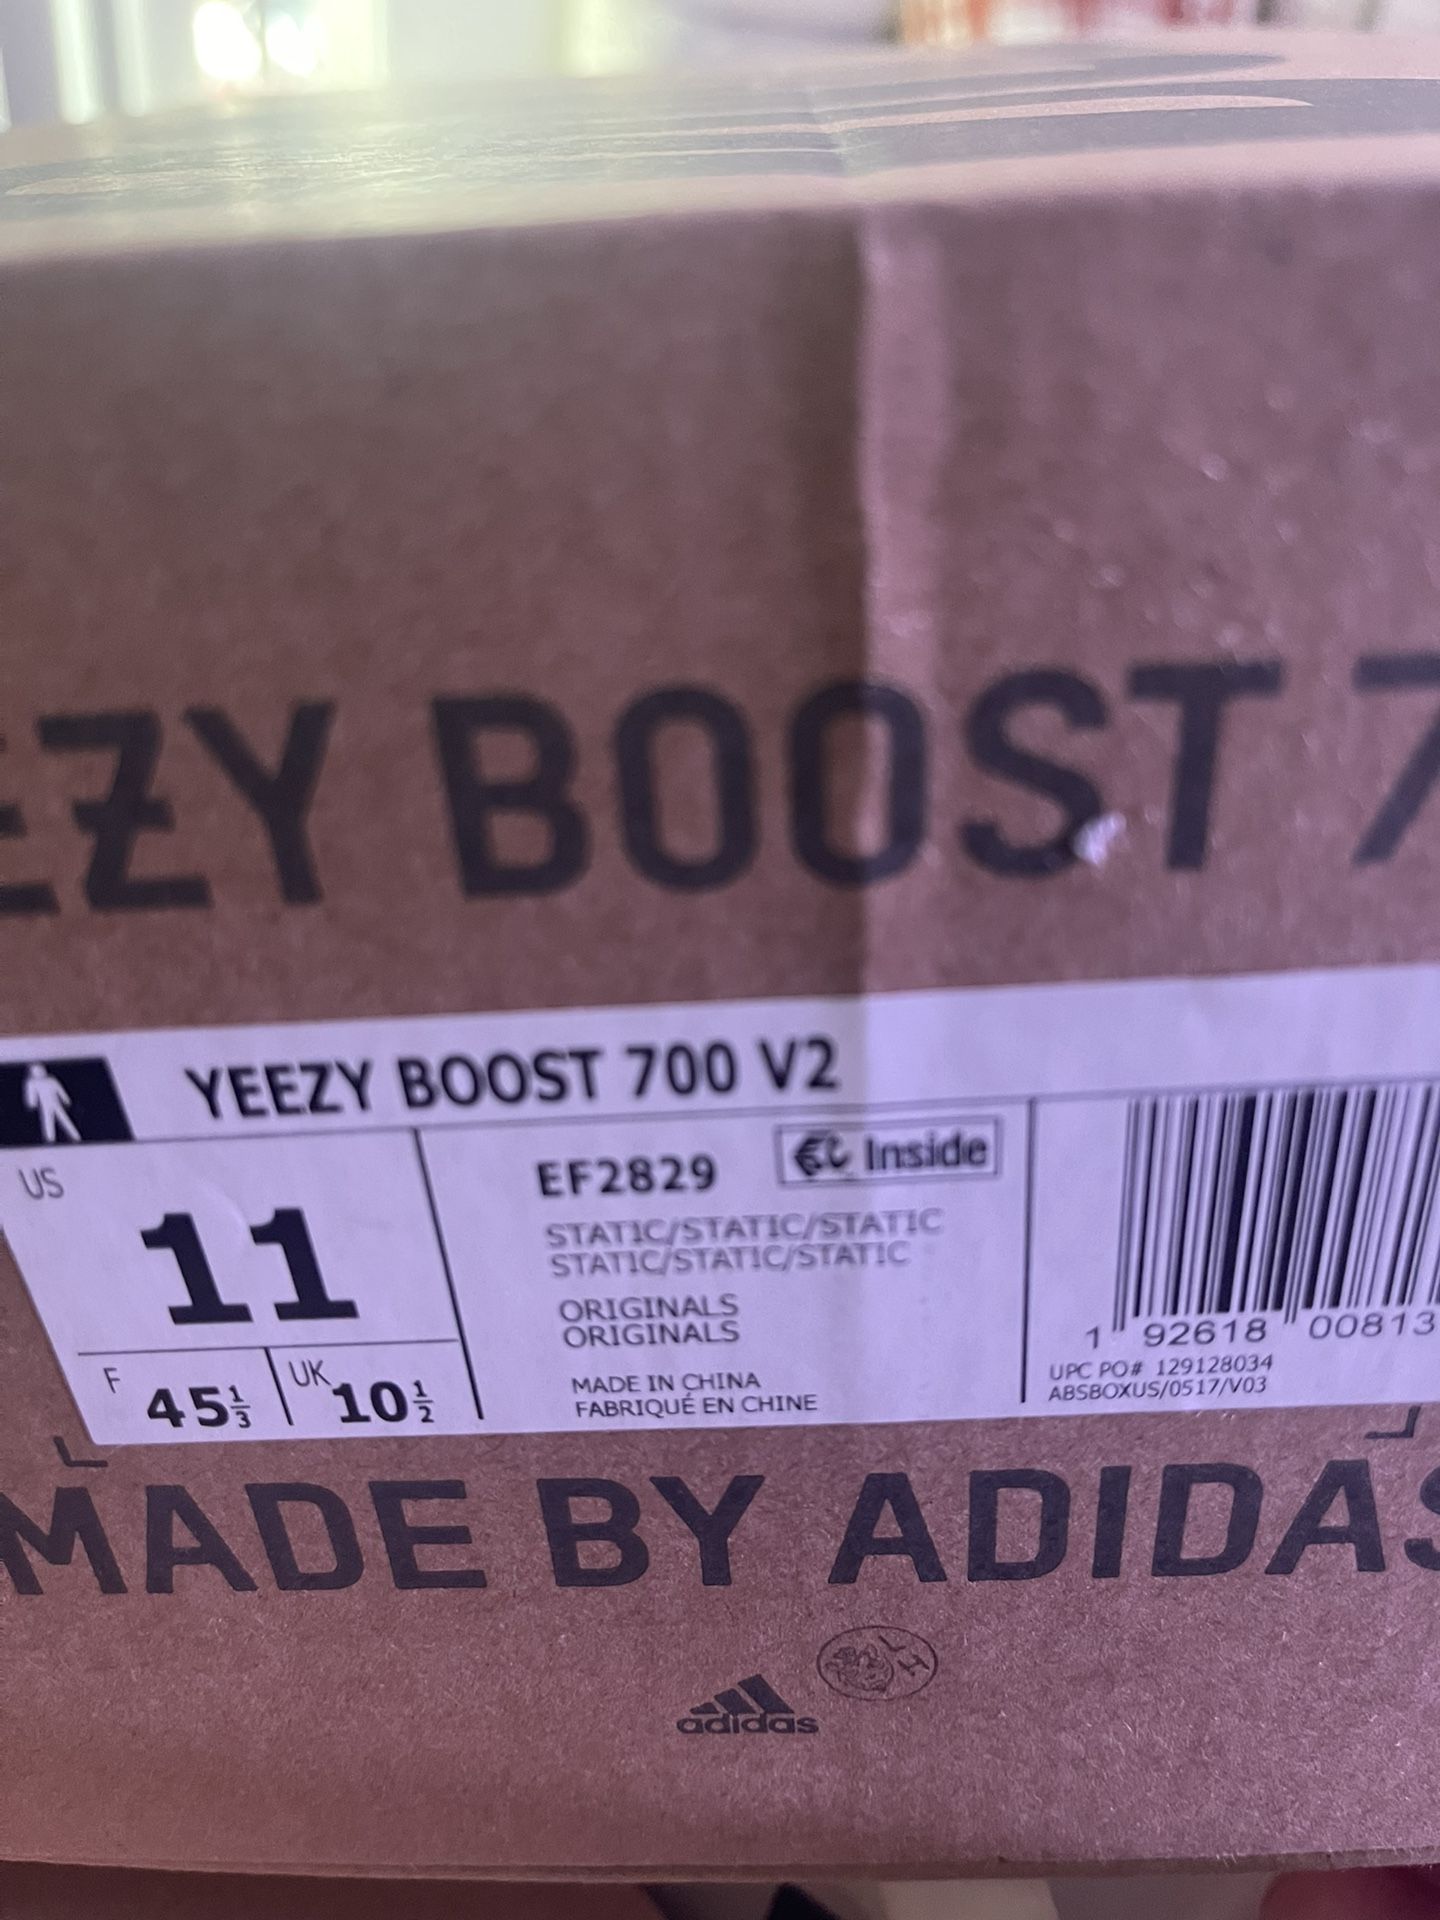 EZY BOOST 7
YEEZY BOOST 700 V2
US
11
F 45⅓
UK 10½
EF2829
Inside
STATIC/STATIC/STATIC
STATIC/STATIC/STATIC
ORIGINALS
ORIGINALS
MADE IN CHINA
FABRIQUÉ EN CHINE
1 92618 00813
UPC PO# 129128034
ABSBOXUS/0517/V03
MADE BY ADIDAS
adidas
LH